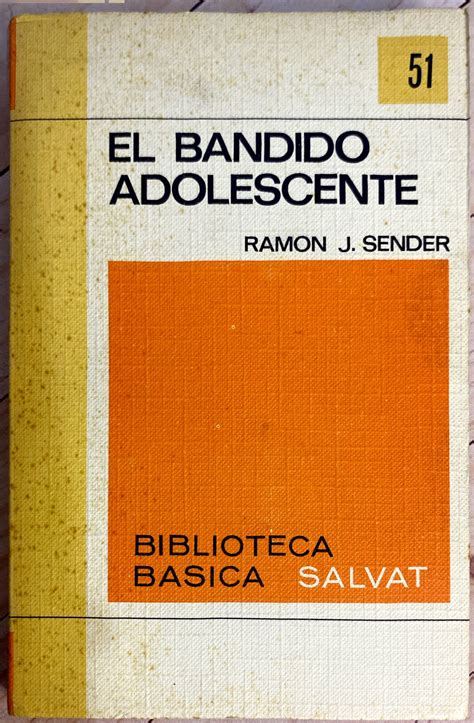 51
EL BANDIDO
ADOLESCENTE
RAMON J. SENDER
BIBLIOTECA
BASICA SALVAT